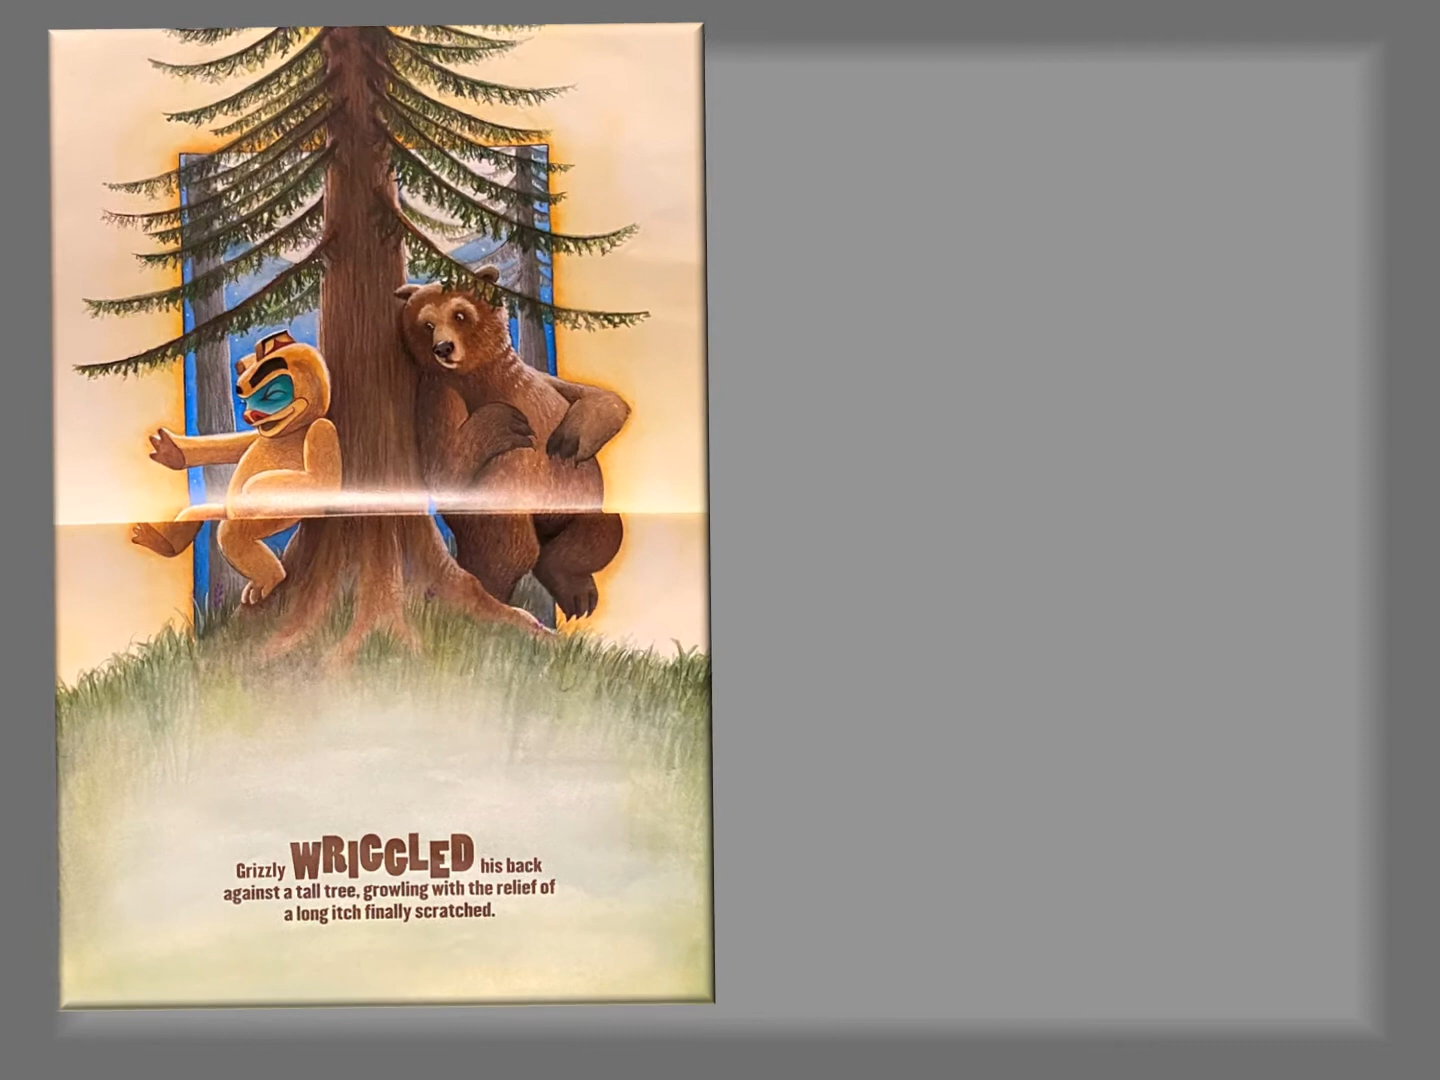 Grizzly WRIGGLED his back
against a tall tree, growling with the relief of
a long itch finally scratched.